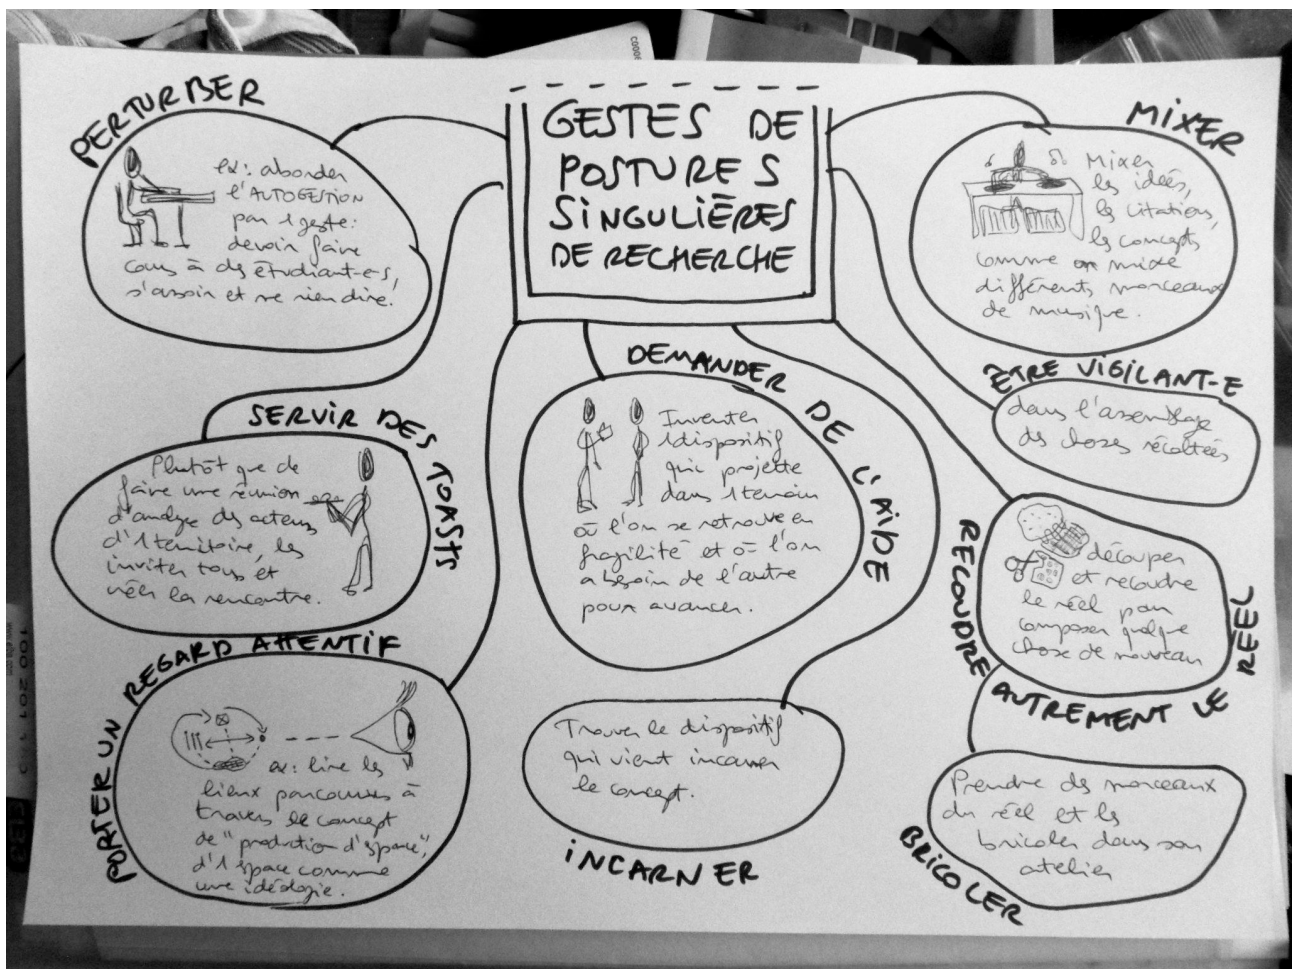 GESTES DE
POSTURES
SINGULIÈRES
DE RECHERCHE
PERTURBER
ex: aborder
l'AUTOGESTION
par 1 geste:
devoir faire
cours à des étudiant-e-s,
s'assoir et ne rien dire.
SERVIR DES TOASTS
Plutôt que de
faire une réunion
d'analyse des acteurs
d'1 territoire, les
inviter tous et
créer la rencontre.
PORTER UN REGARD ATTENTIF
ex: lire les
lieux parcourus à
travers le concept
de "production d'espace",
d'1 espace comme
une idéologie.
DEMANDER DE L'AIDE
Inventer
1 dispositif
qui projette
dans 1 terrain
où l'on se retrouve en
fragilité et où l'on
a besoin de l'autre
pour avancer.
Trouver le dispositif
qui vient incarner
le concept.
INCARNER
MIXER
Mixer
les idées,
les citations,
les concepts
comme on mixe
différents morceaux
de musique.
ÊTRE VIGILANT-E
dans l'assemblage
des choses récoltées
RECOUDRE AUTREMENT LE REEL
découper
et recoudre
le réel pour
composer quelque
chose de nouveau
Prendre des morceaux
du réel et les
bricoler dans son
atelier
BRICOLER